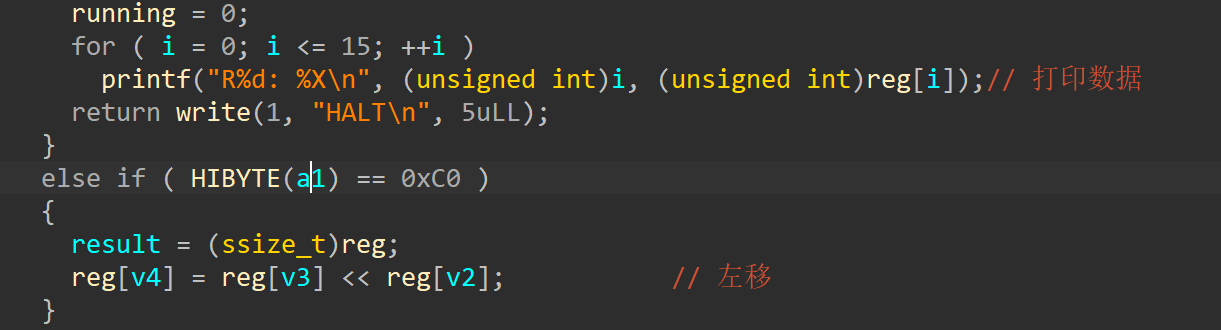 running = 0;
for ( i = 0; i <= 15; ++i )
printf("R%d: %X\n", (unsigned int)i, (unsigned int)reg[i]);// 打印数据
return write(1, "HALT\n", 5uLL);
}
else if ( HIBYTE(a1) == 0xC0 )
{
result = (ssize_t)reg;
reg[v4] = reg[v3] << reg[v2]; // 左移
}